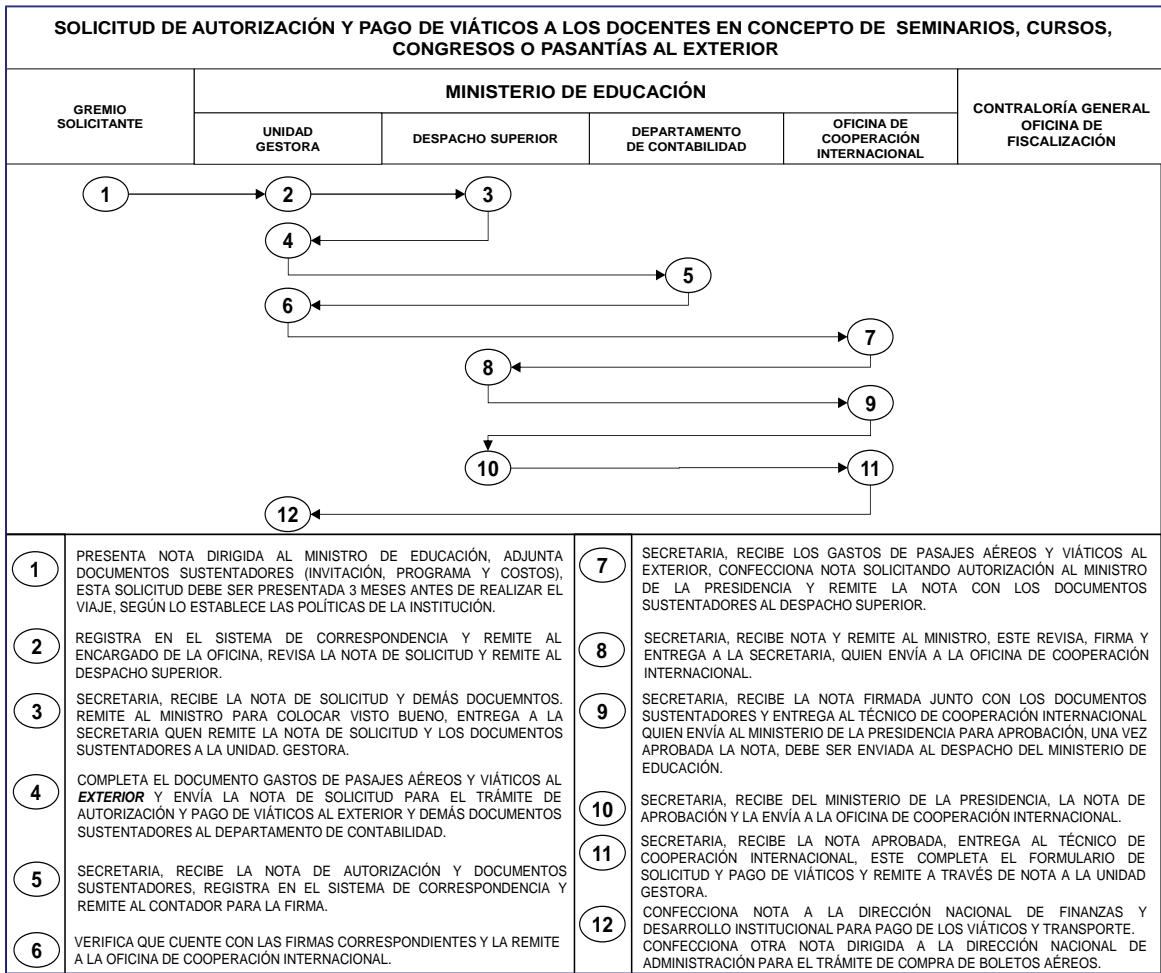 SOLICITUD DE AUTORIZACIÓN Y PAGO DE VIÁTICOS A LOS DOCENTES EN CONCEPTO DE SEMINARIOS, CURSOS,
CONGRESOS O PASANTÍAS AL EXTERIOR
GREMIO
SOLICITANTE
MINISTERIO DE EDUCACIÓN
UNIDAD
GESTORA
DESPACHO SUPERIOR
DEPARTAMENTO
DE CONTABILIDAD
OFICINA DE
COOPERACIÓN
INTERNACIONAL
CONTRALORÍA GENERAL
OFICINA DE
FISCALIZACIÓN
1
2
3
4
5
6
7
8
9
10
11
12
1
PRESENTA NOTA DIRIGIDA AL MINISTRO DE EDUCACIÓN, ADJUNTA
DOCUMENTOS SUSTENTADORES (INVITACIÓN, PROGRAMA Y COSTOS),
ESTA SOLICITUD DEBE SER PRESENTADA 3 MESES ANTES DE REALIZAR EL
VIAJE, SEGÚN LO ESTABLECE LAS POLÍTICAS DE LA INSTITUCIÓN.
2
REGISTRA EN EL SISTEMA DE CORRESPONDENCIA Y REMITE AL
ENCARGADO DE LA OFICINA, REVISA LA NOTA DE SOLICITUD Y REMITE AL
DESPACHO SUPERIOR.
3
SECRETARIA, RECIBE LA NOTA DE SOLICITUD Y DEMÁS DOCUEMNTOS.
REMITE AL MINISTRO PARA COLOCAR VISTO BUENO, ENTREGA A LA
SECRETARIA QUEN REMITE LA NOTA DE SOLICITUD Y LOS DOCUMENTOS
SUSTENTADORES A LA UNIDAD. GESTORA.
4
COMPLETA EL DOCUMENTO GASTOS DE PASAJES AÉREOS Y VIÁTICOS AL
EXTERIOR Y ENVÍA LA NOTA DE SOLICITUD PARA EL TRÁMITE DE
AUTORIZACIÓN Y PAGO DE VIÁTICOS AL EXTERIOR Y DEMÁS DOCUMENTOS
SUSTENTADORES AL DEPARTAMENTO DE CONTABILIDAD.
5
SECRETARIA, RECIBE LA NOTA DE AUTORIZACIÓN Y DOCUMENTOS
SUSTENTADORES, REGISTRA EN EL SISTEMA DE CORRESPONDENCIA Y
REMITE AL CONTADOR PARA LA FIRMA.
6
VERIFICA QUE CUENTE CON LAS FIRMAS CORRESPONDIENTES Y LA REMITE
A LA OFICINA DE COOPERACIÓN INTERNACIONAL.
7
SECRETARIA, RECIBE LOS GASTOS DE PASAJES AÉREOS Y VIÁTICOS AL
EXTERIOR, CONFECCIONA NOTA SOLICITANDO AUTORIZACIÓN AL MINISTRO
DE LA PRESIDENCIA Y REMITE LA NOTA CON LOS DOCUMENTOS
SUSTENTADORES AL DESPACHO SUPERIOR.
8
SECRETARIA, RECIBE NOTA Y REMITE AL MINISTRO, ESTE REVISA, FIRMA Y
ENTREGA A LA SECRETARIA, QUIEN ENVÍA A LA OFICINA DE COOPERACIÓN
INTERNACIONAL.
9
SECRETARIA, RECIBE LA NOTA FIRMADA JUNTO CON LOS DOCUMENTOS
SUSTENTADORES Y ENTREGA AL TÉCNICO DE COOPERACIÓN INTERNACIONAL
QUIEN ENVÍA AL MINISTERIO DE LA PRESIDENCIA PARA APROBACIÓN, UNA VEZ
APROBADA LA NOTA, DEBE SER ENVIADA AL DESPACHO DEL MINISTERIO DE
EDUCACIÓN.
10
SECRETARIA, RECIBE DEL MINISTERIO DE LA PRESIDENCIA, LA NOTA DE
APROBACIÓN Y LA ENVÍA A LA OFICINA DE COOPERACIÓN INTERNACIONAL.
11
SECRETARIA, RECIBE LA NOTA APROBADA, ENTREGA AL TÉCNICO DE
COOPERACIÓN INTERNACIONAL, ESTE COMPLETA EL FORMULARIO DE
SOLICITUD Y PAGO DE VIÁTICOS Y REMITE A TRAVÉS DE NOTA A LA UNIDAD
GESTORA.
12
CONFECCIONA NOTA A LA DIRECCIÓN NACIONAL DE FINANZAS Y
DESARROLLO INSTITUCIONAL PARA PAGO DE LOS VIÁTICOS Y TRANSPORTE.
CONFECCIONA OTRA NOTA DIRIGIDA A LA DIRECCIÓN NACIONAL DE
ADMINISTRACIÓN PARA EL TRÁMITE DE COMPRA DE BOLETOS AÉREOS.